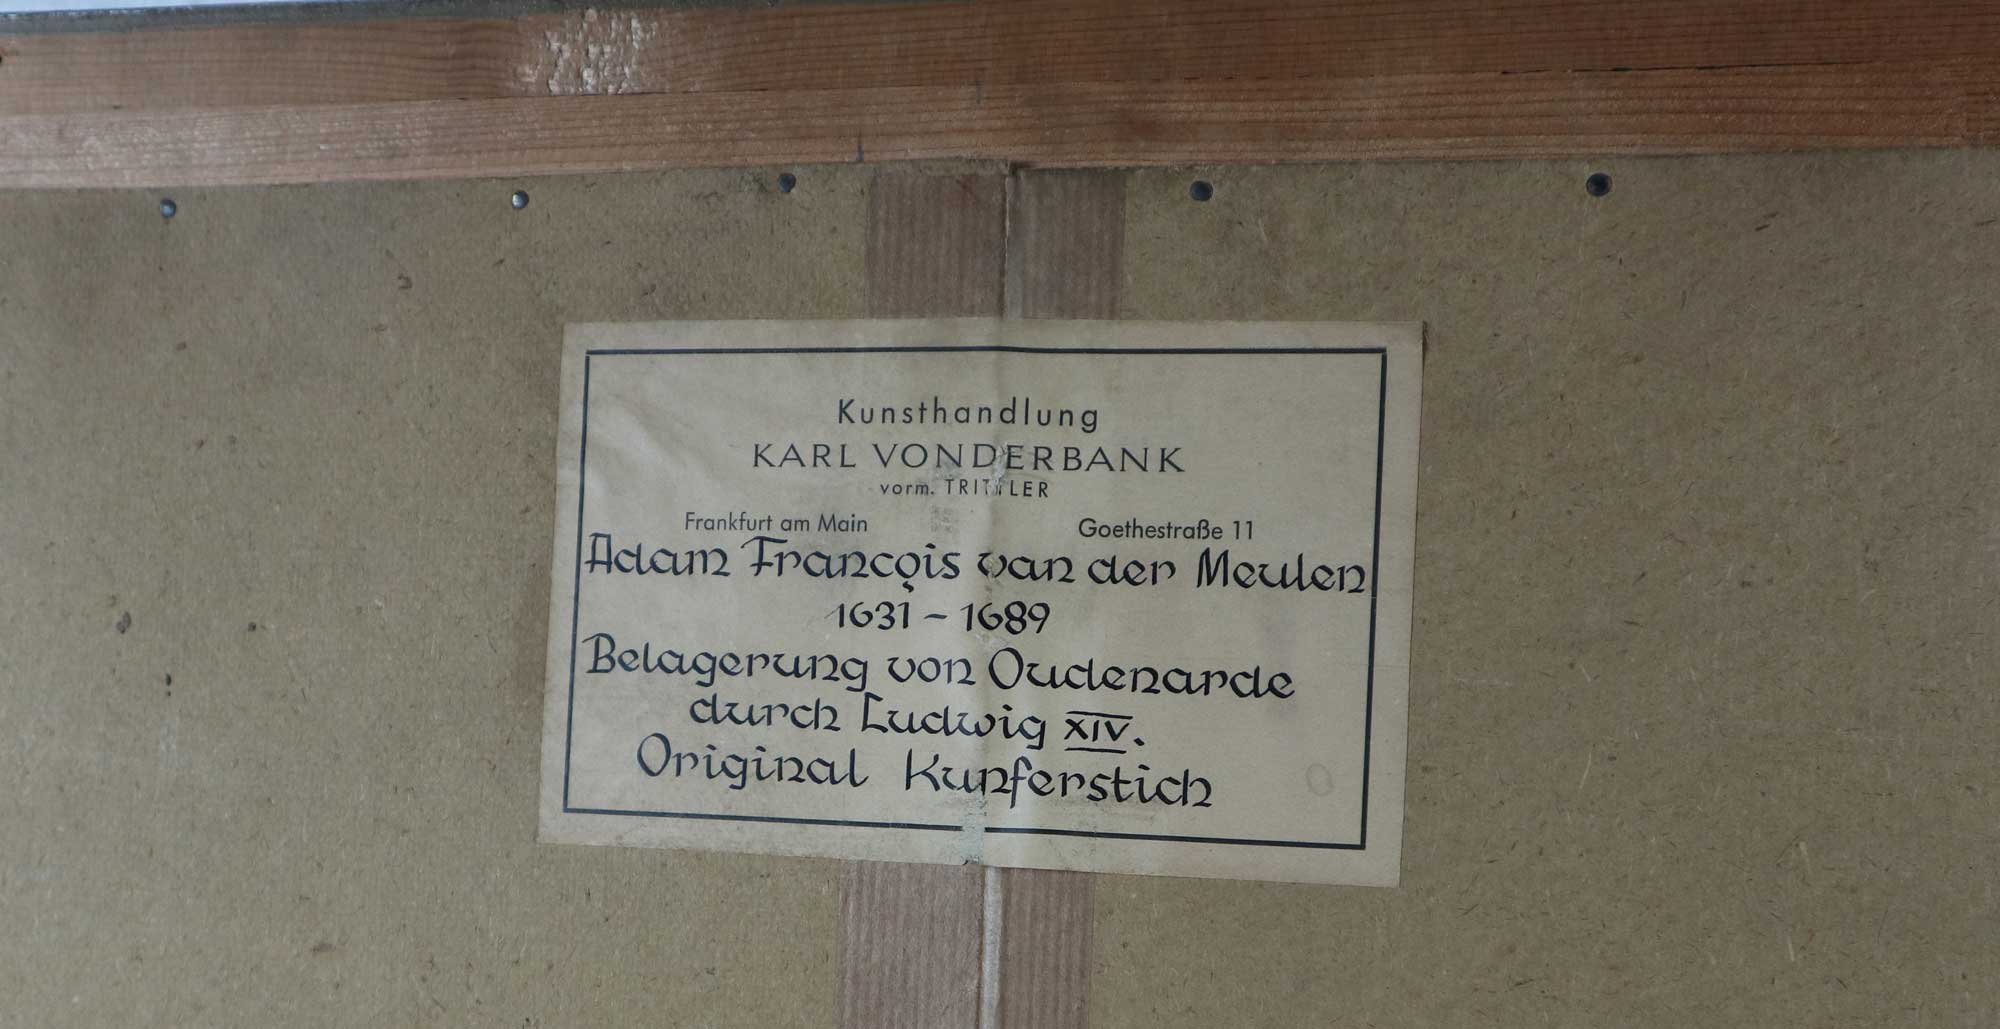 Kunsthandlung
KARL VONDERBANK
vorm. TRITTLER
Frankfurt am Main Goethestraße 11
Adam Francois van der Meulen
1631 - 1689
Belagerung von Oudenarde
durch Ludwig XIV.
Original Kupferstich